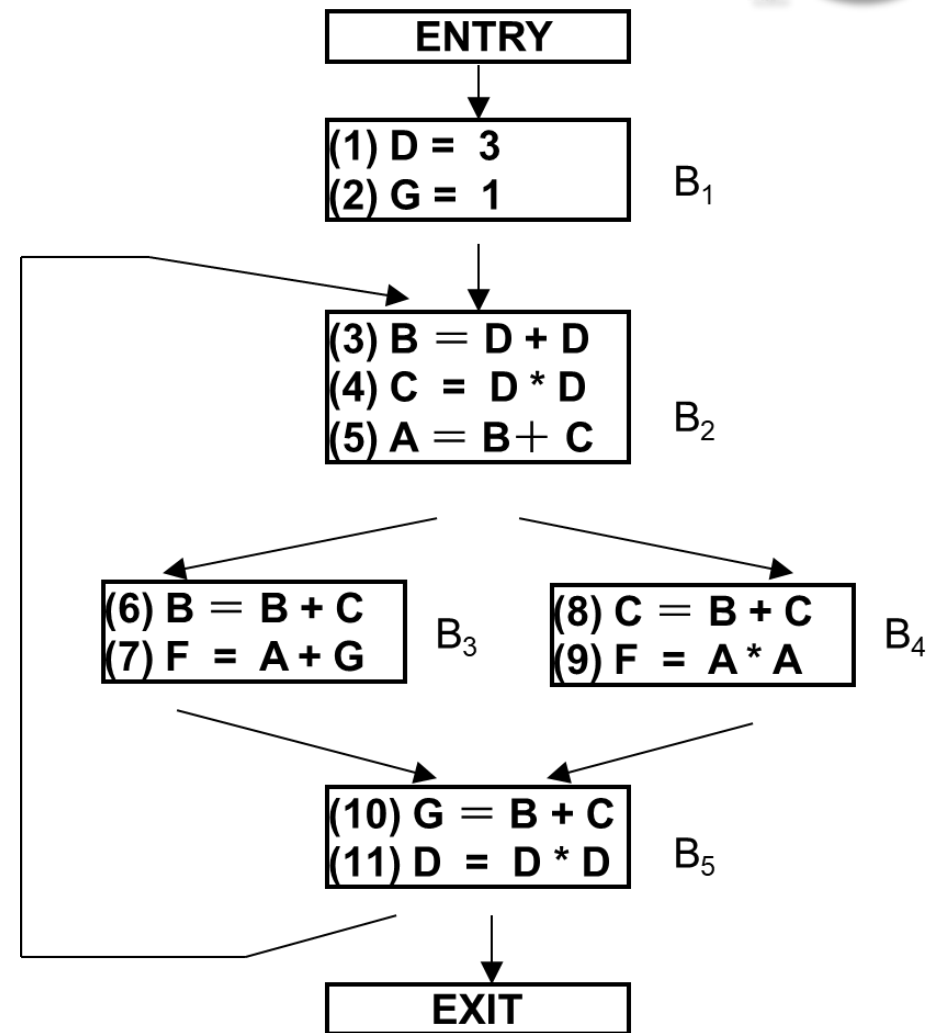 ENTRY
(1) D = 3
(2) G = 1
B₁
(3) B = D + D
(4) C = D * D
(5) A = B+ C
B₂
(6) B = B + C
(7) F = A + G
B₃
(8) C = B + C
(9) F = A * A
B₄
(10) G = B + C
(11) D = D * D
B₅
EXIT